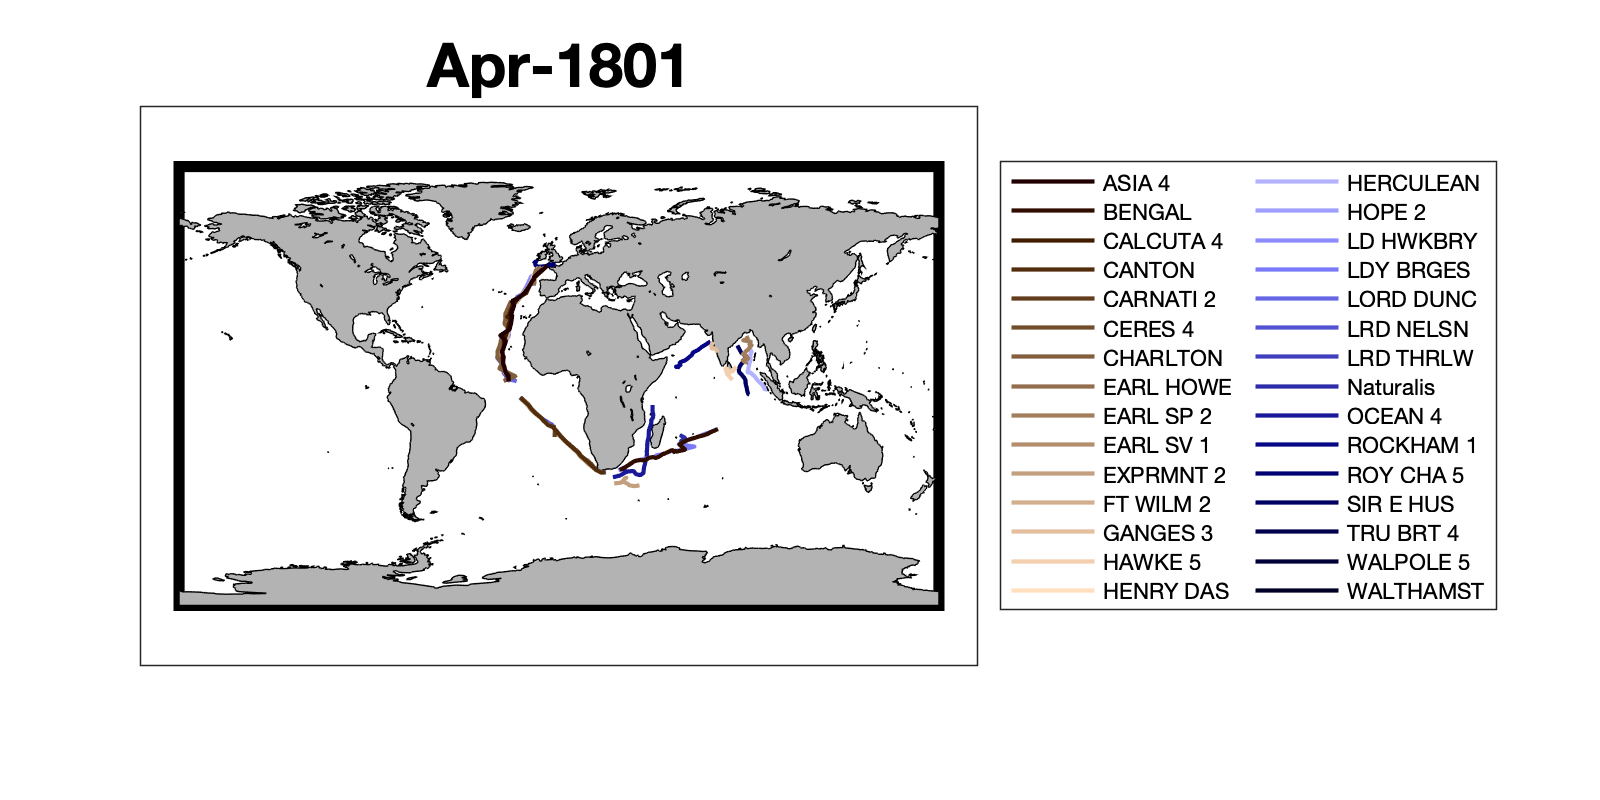 Apr-1801
ASIA 4
BENGAL
CALCUTA 4
CANTON
CARNATI 2
CERES 4
CHARLTON
EARL HOWE
EARL SP 2
EARL SV 1
EXPRMNT 2
FT WILM 2
GANGES 3
HAWKE 5
HENRY DAS
HERCULEAN
HOPE 2
LD HWKBRY
LDY BRGES
LORD DUNC
LRD NELSN
LRD THRLW
Naturalis
OCEAN 4
ROCKHAM 1
ROY CHA 5
SIR E HUS
TRU BRT 4
WALPOLE 5
WALTHAMST